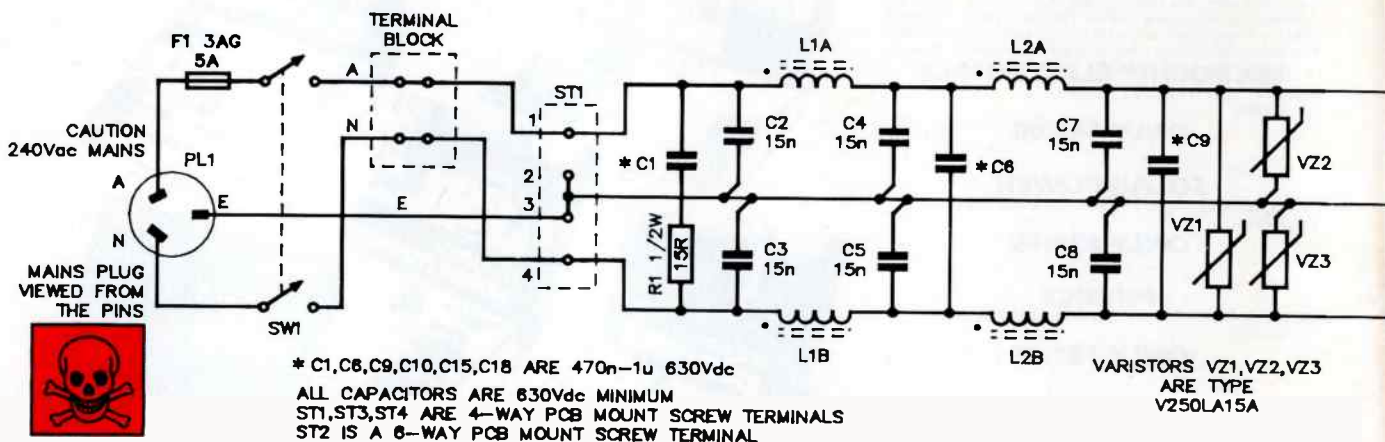 F1 3AG
5A
TERMINAL
BLOCK
A
N
CAUTION
240Vac MAINS
PL1
A
E
N
E
MAINS PLUG
VIEWED FROM
THE PINS
SW1
ST1
1
2
3
4
* C1
R1 1/2W
15R
C2
15n
C3
15n
L1A
C4
15n
C5
15n
L1B
* C6
L2A
C7
15n
C8
15n
L2B
* C9
VZ1
VZ2
VZ3
* C1,C6,C9,C10,C15,C18 ARE 470n-1u 630Vdc
ALL CAPACITORS ARE 630Vdc MINIMUM
ST1,ST3,ST4 ARE 4-WAY PCB MOUNT SCREW TERMINALS
ST2 IS A 6-WAY PCB MOUNT SCREW TERMINAL
VARISTORS VZ1,VZ2,VZ3
ARE TYPE
V250LA15A